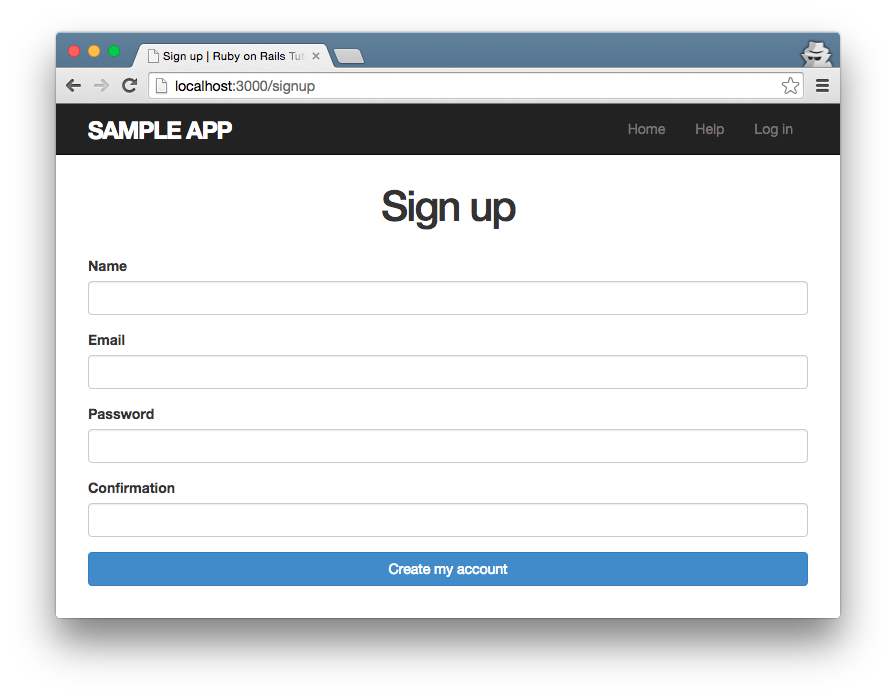 Sign up | Ruby on Rails Tut
localhost:3000/signup
SAMPLE APP Home Help Log in
Sign up
Name
Email
Password
Confirmation
Create my account